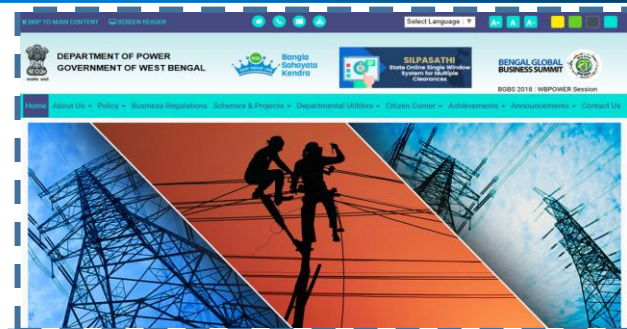 SKIP TO MAIN CONTENT SCREEN READER Select Language ▼ A+ A A-
DEPARTMENT OF POWER
GOVERNMENT OF WEST BENGAL
Bangla
Sahayata
Kendra
SILPASATHI
State Online Single Window
System for Multiple
Clearances
BENGAL GLOBAL
BUSINESS SUMMIT
BGBS 2018 : WBPOWER Session
Home About Us Policy Business Regulations Schemes & Projects Departmental Utilities Citizen Corner Achievements Announcements Contact Us